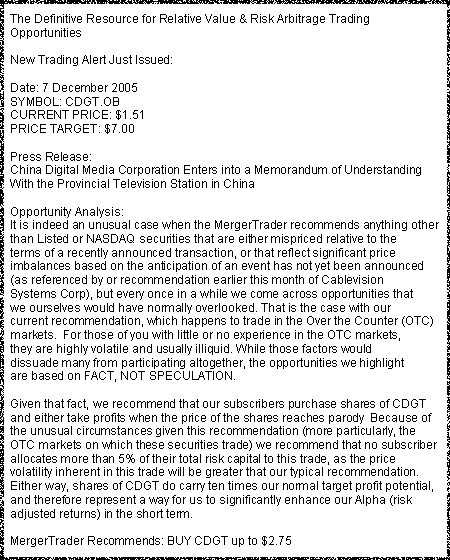 The Definitive Resource for Relative Value & Risk Arbitrage Trading
Opportunities
New Trading Alert Just Issued:
Date: 7 December 2005
SYMBOL: CDGT.OB
CURRENT PRICE: $1.51
PRICE TARGET: $7.00
Press Release:
China Digital Media Corporation Enters into a Memorandum of Understanding
With the Provincial Television Station in China
Opportunity Analysis:
It is indeed an unusual case when the MergerTrader recommends anything other
than Listed or NASDAQ securities that are either mispriced relative to the
terms of a recently announced transaction, or that reflect significant price
imbalances based on the anticipation of an event has not yet been announced
(as referenced by or recommendation earlier this month of Cablevision
Systems Corp), but every once in a while we come across opportunities that
we ourselves would have normally overlooked. That is the case with our
current recommendation, which happens to trade in the Over the Counter (OTC)
markets.  For those of you with little or no experience in the OTC markets,
they are highly volatile and usually illiquid. While those factors would
dissuade many from participating altogether, the opportunities we highlight
are based on FACT, NOT SPECULATION.
Given that fact, we recommend that our subscribers purchase shares of CDGT
and either take profits when the price of the shares reaches parody  Because of
the unusual circumstances given this recommendation (more particularly, the
OTC markets on which these securities trade) we recommend that no subscriber
allocates more than 5% of their total risk capital to this trade, as the price
volatility inherent in this trade will be greater that our typical recommendation.
Either way, shares of CDGT do carry ten times our normal target profit potential,
and therefore represent a way for us to significantly enhance our Alpha (risk
adjusted returns) in the short term.
MergerTrader Recommends: BUY CDGT up to $2.75